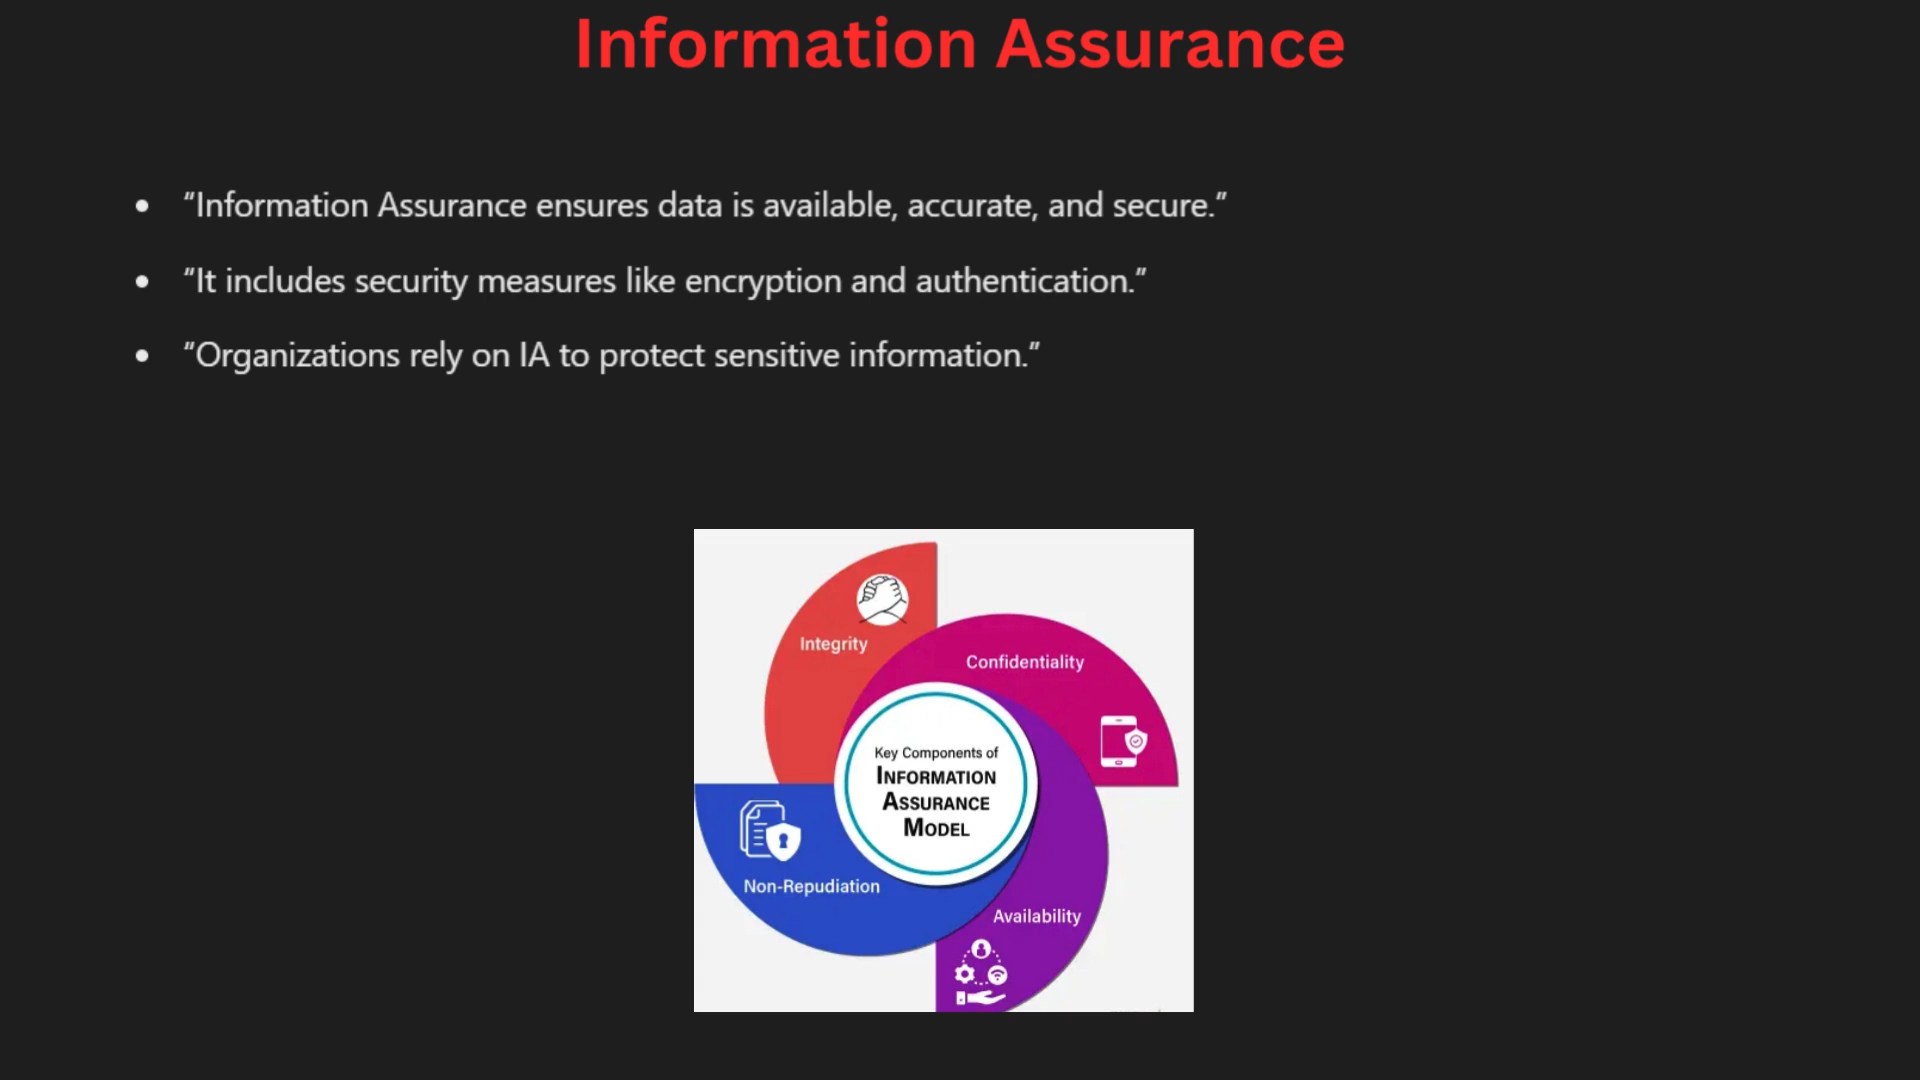 Information Assurance
• "Information Assurance ensures data is available, accurate, and secure."
• "It includes security measures like encryption and authentication."
• "Organizations rely on IA to protect sensitive information."
Integrity
Confidentiality
Key Components of
INFORMATION
ASSURANCE
MODEL
Non-Repudiation
Availability